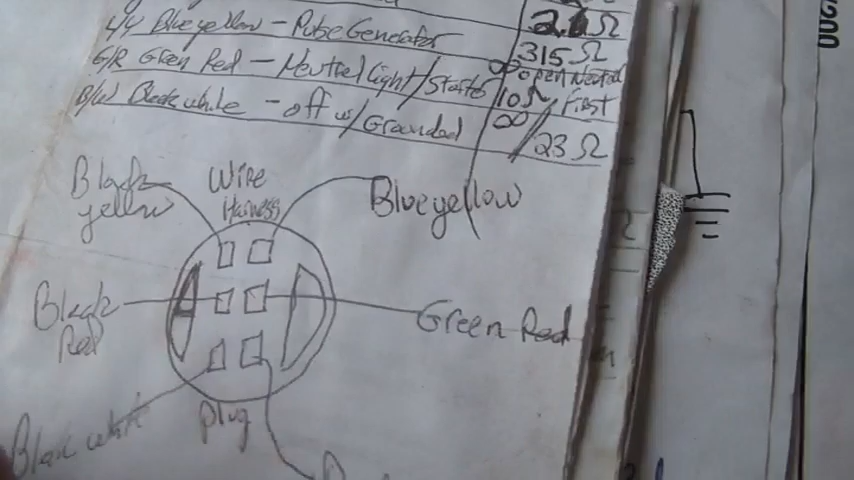 Y/Y Blue yellow - Pulse Generator 2.1Ω
315Ω
G/R Green Red - Neutral light/Starter ∞ open Neutral
10Ω / First
B/W Black white - off w/Grounded ∞ / 23Ω
Black yellow
Wire Harness
Blue yellow
Black Red
Green Red
Black white
Plug